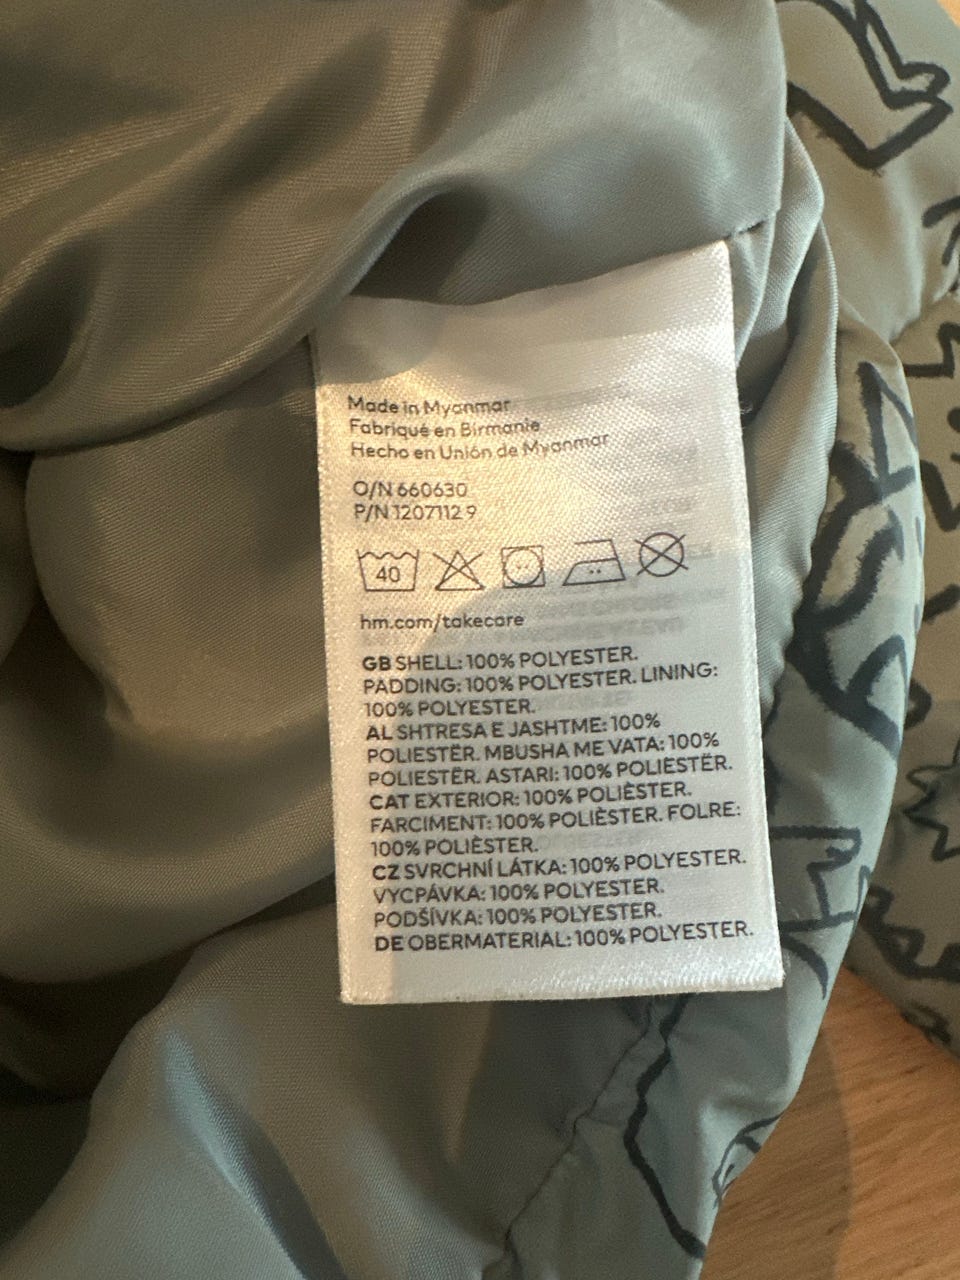 Made in Myanmar
Fabriqué en Birmanie
Hecho en Unión de Myanmar
O/N 660630
P/N 1207112 9
40
hm.com/takecare
GB SHELL: 100% POLYESTER.
PADDING: 100% POLYESTER. LINING:
100% POLYESTER.
AL SHTRESA E JASHTME: 100%
POLIESTËR. MBUSHA ME VATA: 100%
POLIESTËR. ASTARI: 100% POLIESTËR.
CAT EXTERIOR: 100% POLIÈSTER.
FARCIMENT: 100% POLIÈSTER. FOLRE:
100% POLIÈSTER.
CZ SVRCHNÍ LÁTKA: 100% POLYESTER.
VYCPÁVKA: 100% POLYESTER.
PODŠÍVKA: 100% POLYESTER.
DE OBERMATERIAL: 100% POLYESTER.